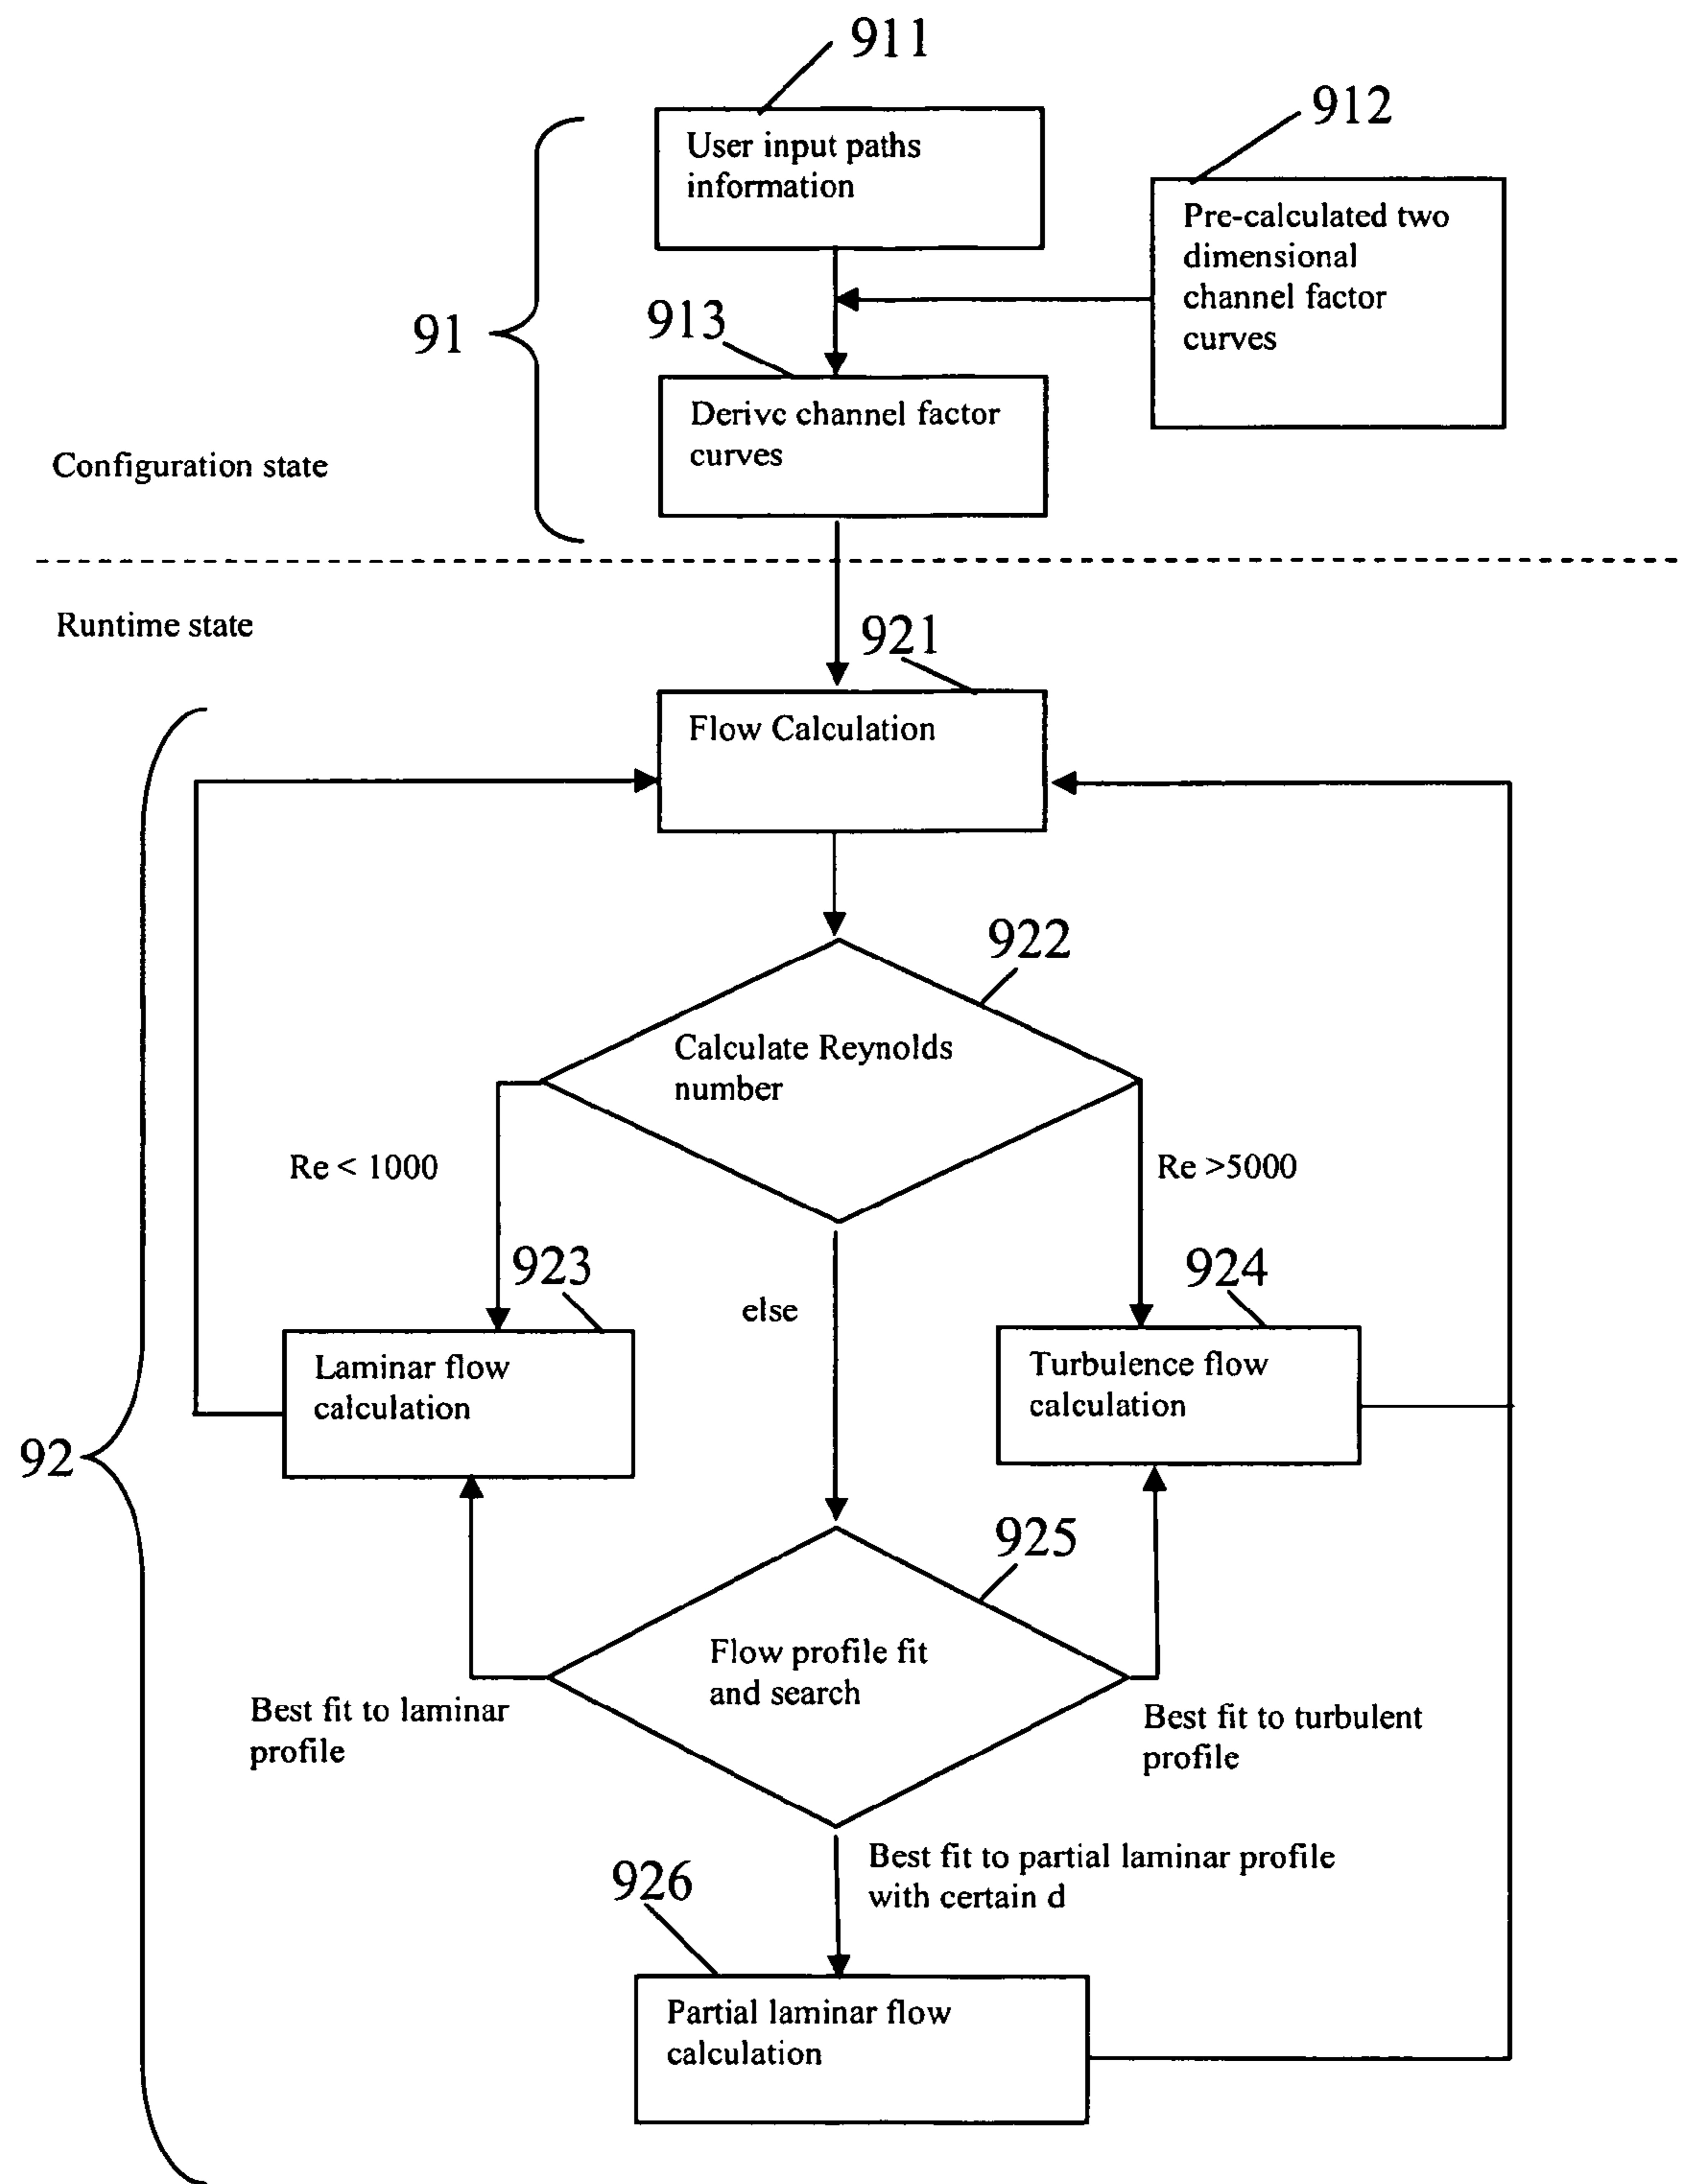 911
User input paths
information
912
Pre-calculated two
dimensional
channel factor
curves
91
913
Derive channel factor
curves
Configuration state
Runtime state
921
Flow Calculation
922
Calculate Reynolds
number
Re < 1000
Re >5000
923
Laminar flow
calculation
else
924
Turbulence flow
calculation
92
925
Flow profile fit
and search
Best fit to laminar
profile
Best fit to turbulent
profile
Best fit to partial laminar profile
with certain d
926
Partial laminar flow
calculation